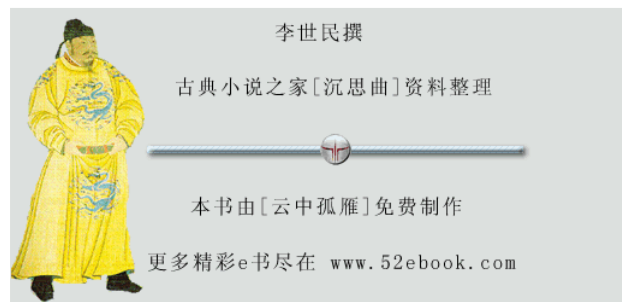 李世民撰
古典小说之家[沉思曲]资料整理
本书由[云中孤雁]免费制作
更多精彩e书尽在 www.52ebook.com